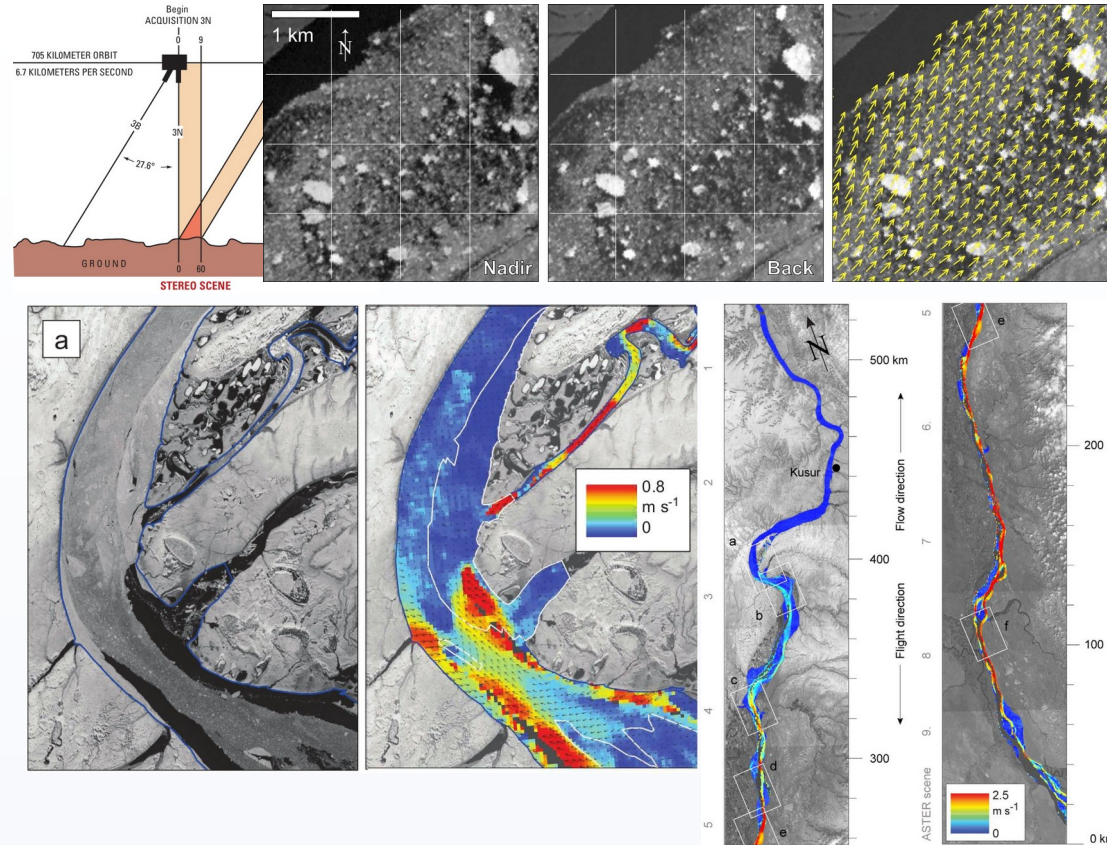 Begin
ACQUISITION 3N
0 9
705 KILOMETER ORBIT
6.7 KILOMETERS PER SECOND
3B
3N
27.6°
GROUND
0 60
STEREO SCENE
1 km
N
Nadir
Back
a
0.8
m s⁻¹
0
1
2
3
4
5
N
500 km
Kusur
400
300
a
b
c
d
e
Flow direction
Flight direction
5
6.
7
8
9.
ASTER scene
e
f
200
100
0 km
2.5
m s⁻¹
0